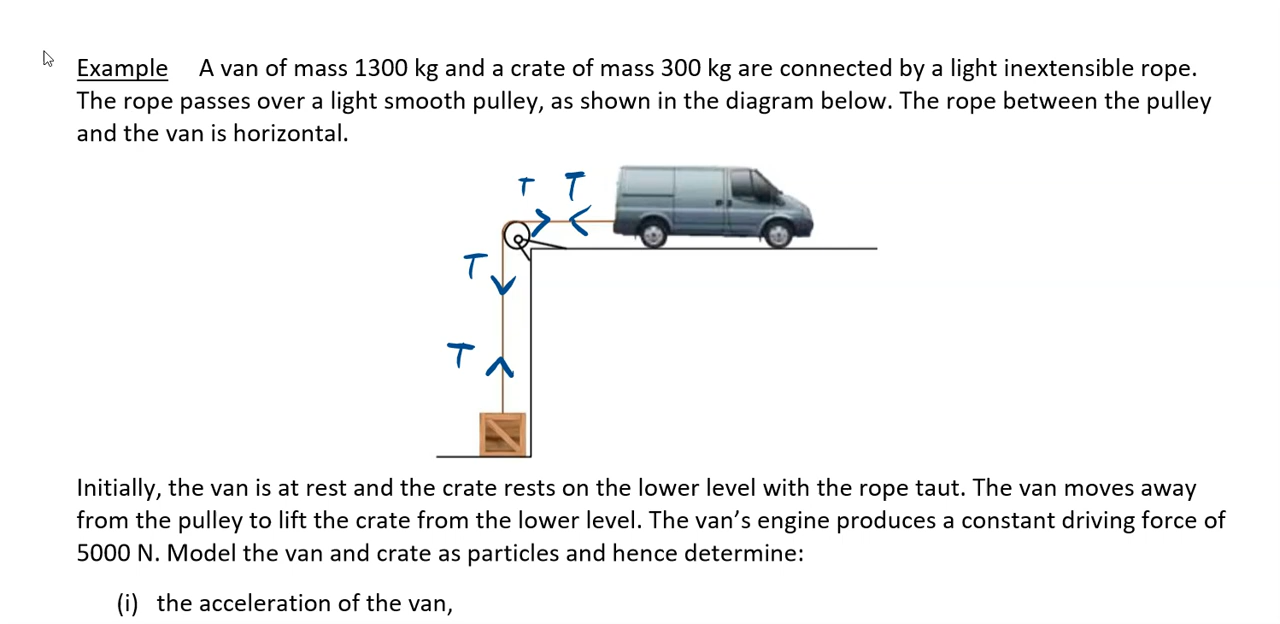 Example A van of mass 1300 kg and a crate of mass 300 kg are connected by a light inextensible rope.
The rope passes over a light smooth pulley, as shown in the diagram below. The rope between the pulley
and the van is horizontal.
T T
T
T
Initially, the van is at rest and the crate rests on the lower level with the rope taut. The van moves away
from the pulley to lift the crate from the lower level. The van’s engine produces a constant driving force of
5000 N. Model the van and crate as particles and hence determine:
(i) the acceleration of the van,